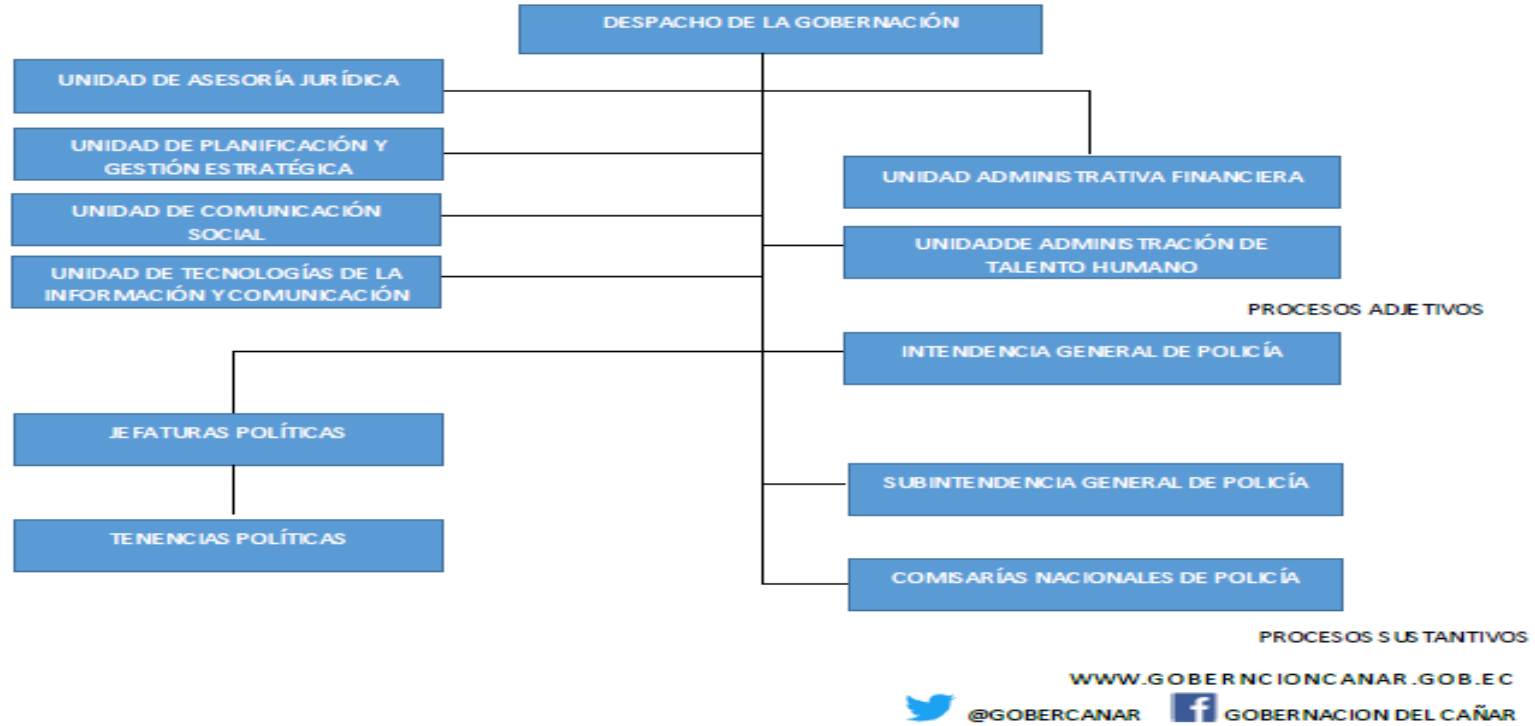 DESPACHO DE LA GOBERNACIÓN
UNIDAD DE ASESORÍA JURÍDICA
UNIDAD DE PLANIFICACIÓN Y
GESTIÓN ESTRATÉGICA
UNIDAD DE COMUNICACIÓN
SOCIAL
UNIDAD DE TECNOLOGÍAS DE LA
INFORMACIÓN Y COMUNICACIÓN
UNIDAD ADMINISTRATIVA FINANCIERA
UNIDADDE ADMINISTRACIÓN DE
TALENTO HUMANO
PROCESOS ADJETIVOS
INTENDENCIA GENERAL DE POLICÍA
JEFATURAS POLÍTICAS
TENENCIAS POLÍTICAS
SUBINTENDENCIA GENERAL DE POLICÍA
COMISARÍAS NACIONALES DE POLICÍA
PROCESOS SUSTANTIVOS
WWW.GOBERNCIONCANAR.GOB.EC
@GOBERCANAR f GOBERNACION DEL CAÑAR